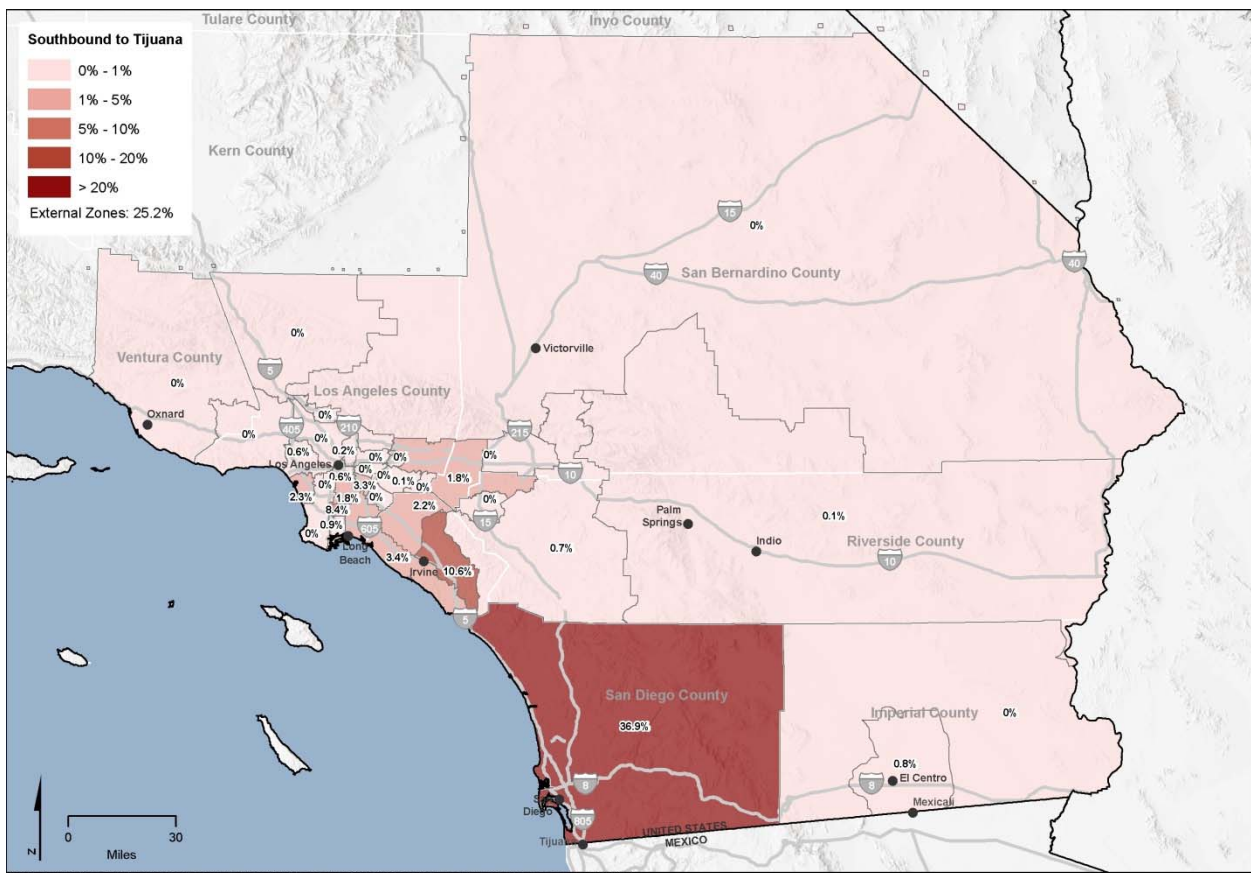 Tulare County
Inyo County
Southbound to Tijuana
0% - 1%
1% - 5%
5% - 10%
10% - 20%
> 20%
External Zones: 25.2%
Kern County
15
0%
40
San Bernardino County
40
0%
Ventura County
0%
5
Victorville
Los Angeles County
Oxnard
0%
405
0%
210
215
0%
0.6%
0.2%
0%
0%
0%
Los Angeles
0%
10
0.6%
0%
0.1%
0%
1.8%
2.3%
0%
3.3%
1.8%
0%
2.2%
0%
8.4%
15
0.9%
0%
605
Long
Beach
3.4%
Irvine
10.6%
0.7%
Palm
Springs
Indio
0.1%
Riverside County
10
5
San Diego County
36.9%
Imperial County
0%
0.8%
El Centro
8
8
Diego
805
Mexicali
UNITED STATES
MEXICO
0
30
Miles
N